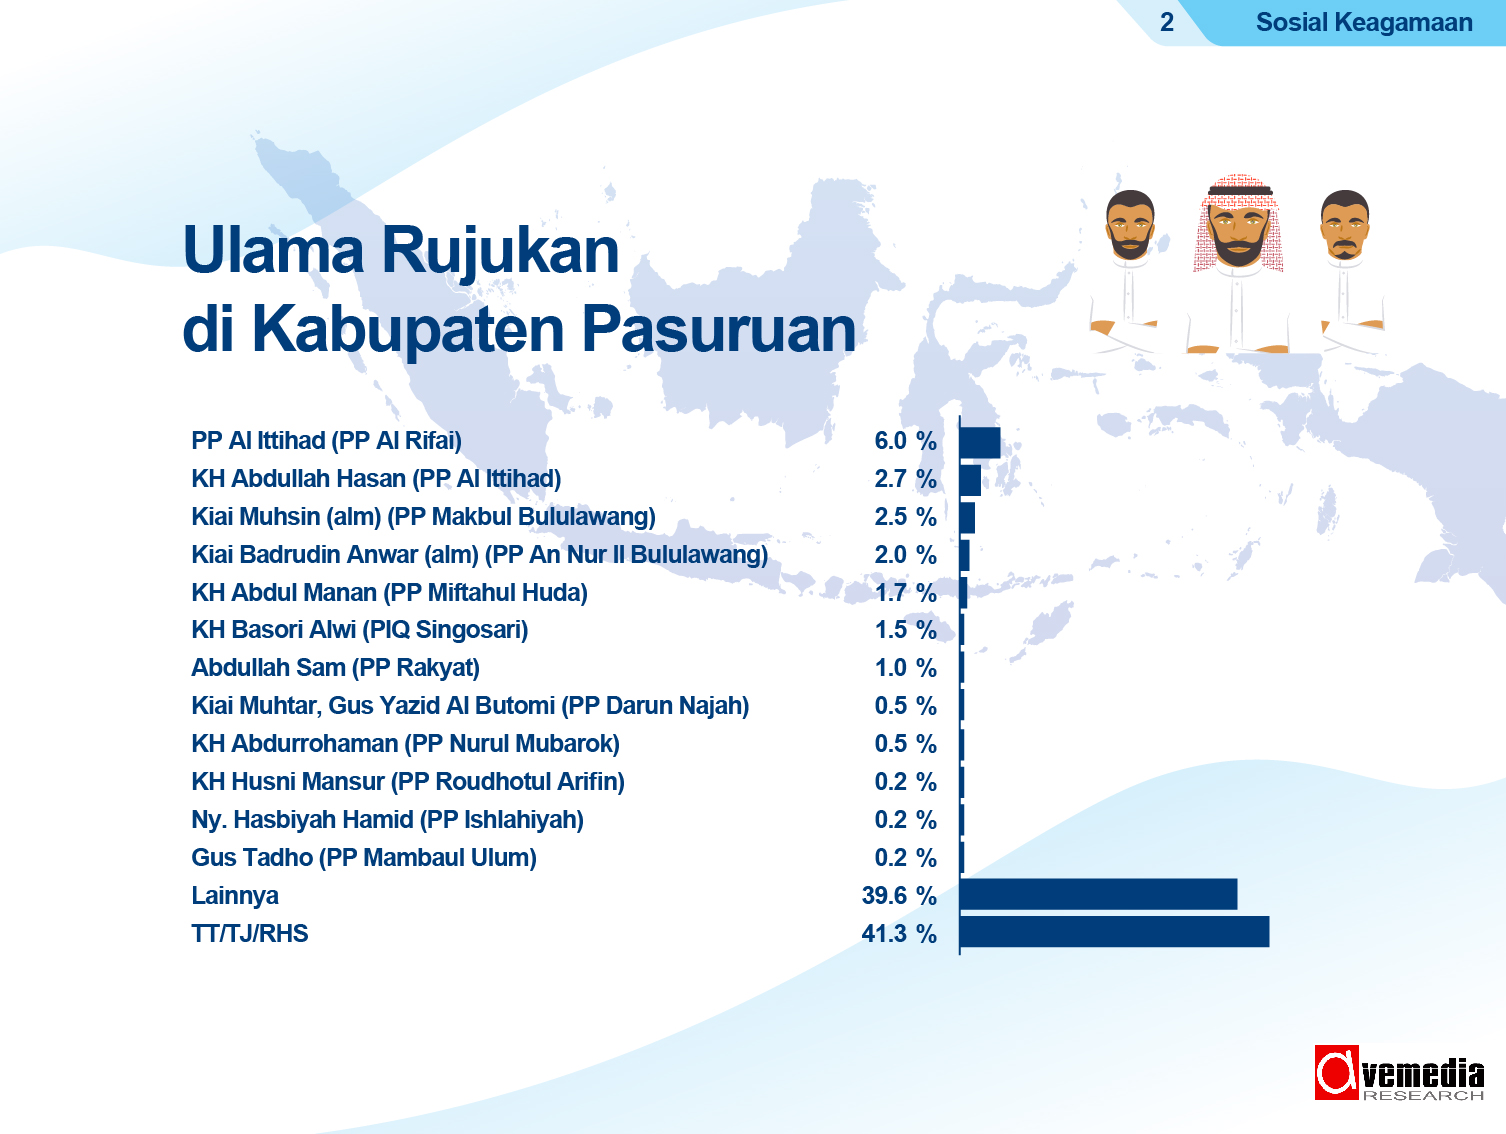 2 Sosial Keagamaan
Ulama Rujukan
di Kabupaten Pasuruan
PP Al Ittihad (PP Al Rifai) 6.0 %
KH Abdullah Hasan (PP Al Ittihad) 2.7 %
Kiai Muhsin (alm) (PP Makbul Bululawang) 2.5 %
Kiai Badrudin Anwar (alm) (PP An Nur II Bululawang) 2.0 %
KH Abdul Manan (PP Miftahul Huda) 1.7 %
KH Basori Alwi (PIQ Singosari) 1.5 %
Abdullah Sam (PP Rakyat) 1.0 %
Kiai Muhtar, Gus Yazid Al Butomi (PP Darun Najah) 0.5 %
KH Abdurrohaman (PP Nurul Mubarok) 0.5 %
KH Husni Mansur (PP Roudhotul Arifin) 0.2 %
Ny. Hasbiyah Hamid (PP Ishlahiyah) 0.2 %
Gus Tadho (PP Mambaul Ulum) 0.2 %
Lainnya 39.6 %
TT/TJ/RHS 41.3 %
avemedia
RESEARCH